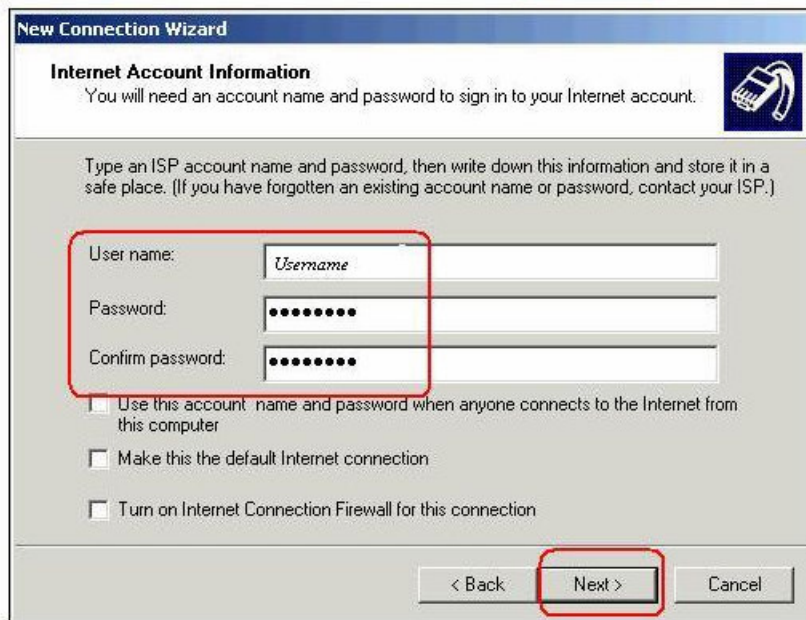 New Connection Wizard
Internet Account Information
You will need an account name and password to sign in to your Internet account.
Type an ISP account name and password, then write down this information and store it in a
safe place. (If you have forgotten an existing account name or password, contact your ISP.)
User name:
Username
Password:
••••••••
Confirm password:
••••••••
Use this account name and password when anyone connects to the Internet from
this computer
Make this the default Internet connection
Turn on Internet Connection Firewall for this connection
< Back
Next >
Cancel